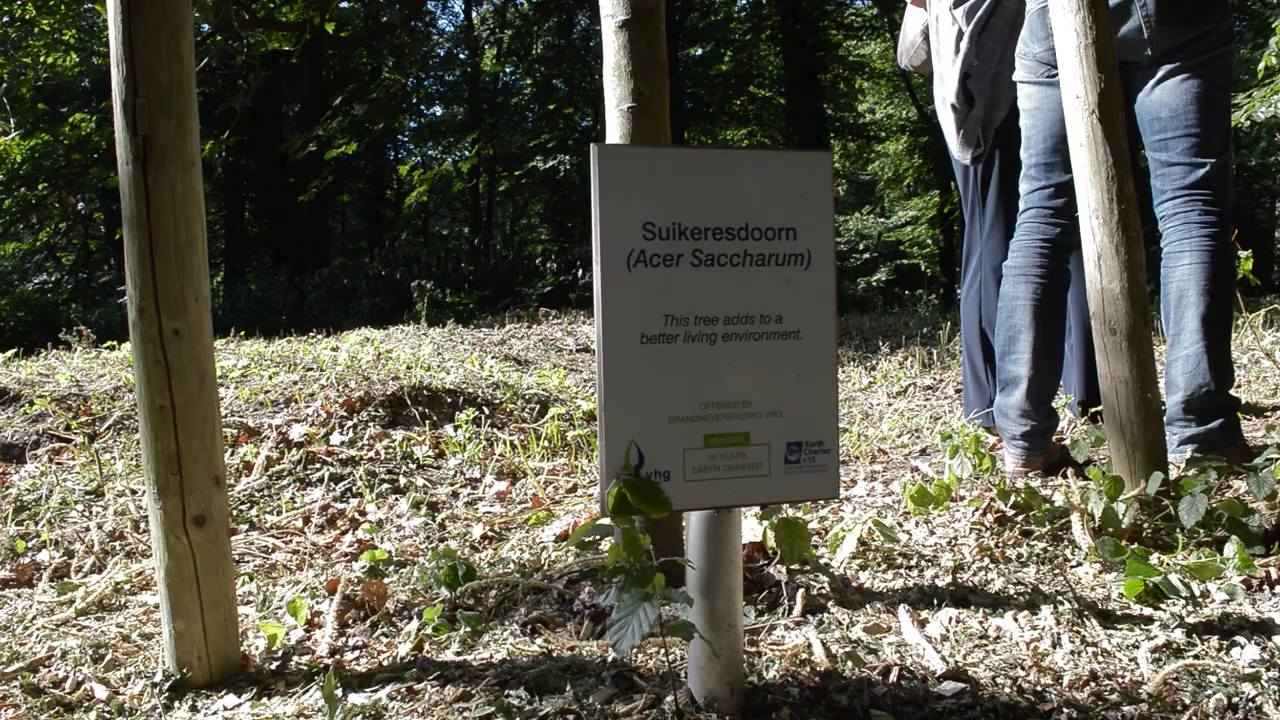 Suikeresdoorn
(Acer Saccharum)
This tree adds to a
better living environment.
OFFERED BY
BRANCHEVERENIGING VHG
15 YEARS
EARTH CHARTER
vhg
Earth
Charter
+15